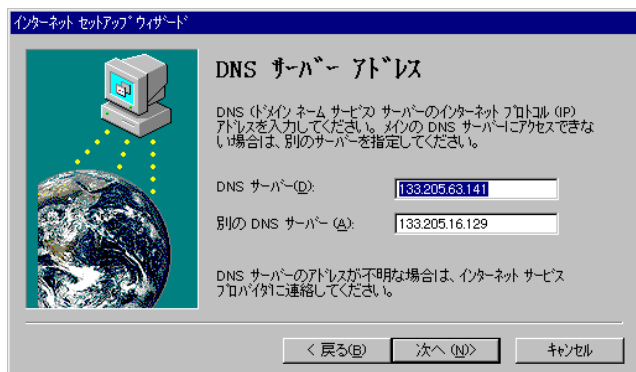 インターネット セットアップ ウィザード
DNS サーバー アドレス
DNS (ドメイン ネーム サービス) サーバーのインターネット プロトコル (IP)
アドレスを入力してください。メインの DNS サーバーにアクセスできな
い場合は、別のサーバーを指定してください。
DNS サーバー(D):
133.205.63.141
別の DNS サーバー (A):
133.205.16.129
DNS サーバーのアドレスが不明な場合は、インターネット サービス
プロバイダに連絡してください。
< 戻る(B)
次へ (N)>
キャンセル